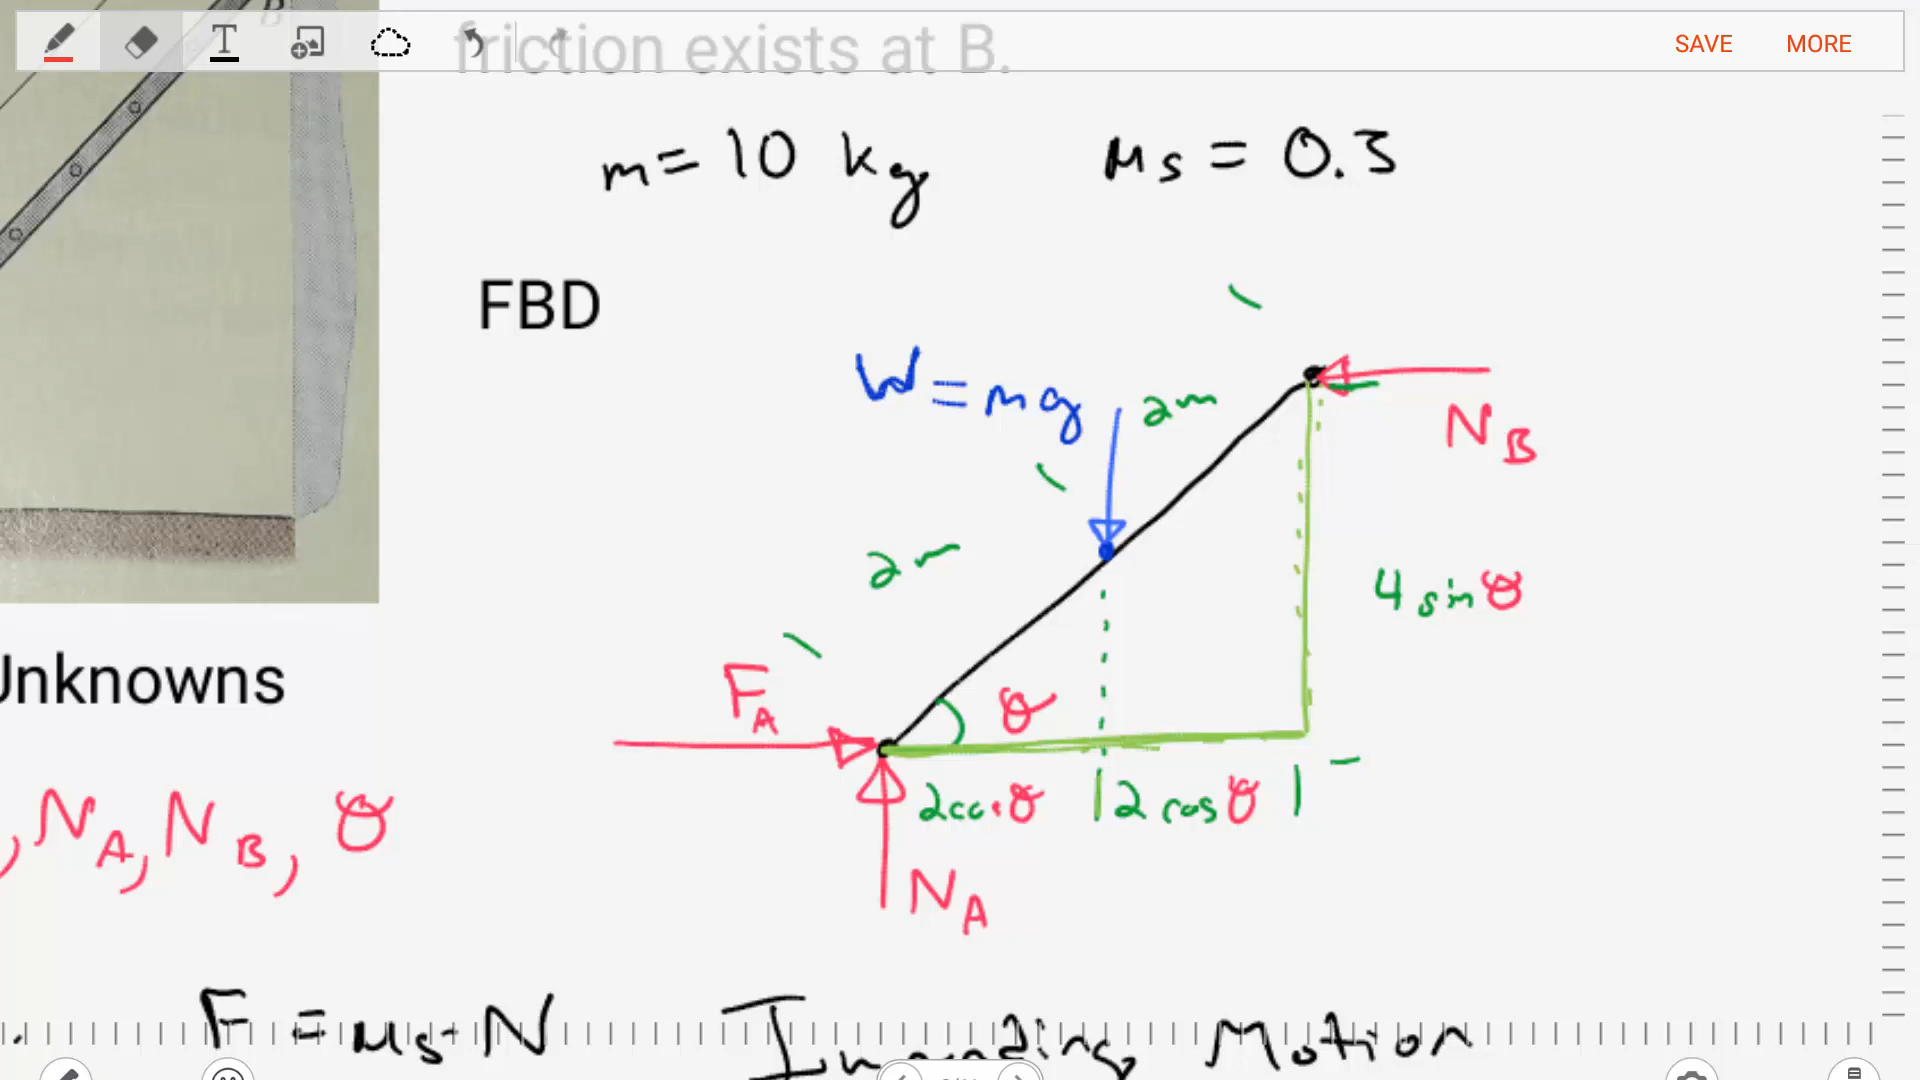 B
T
SAVE MORE
friction exists at B.
m = 10 kg μs = 0.3
FBD
W = mg
2m
NB
2m
4 sin θ
FA
θ
Unknowns
2cos θ | 2 cos θ |
, NA, NB, θ
NA
F = μs · N Impending Motion